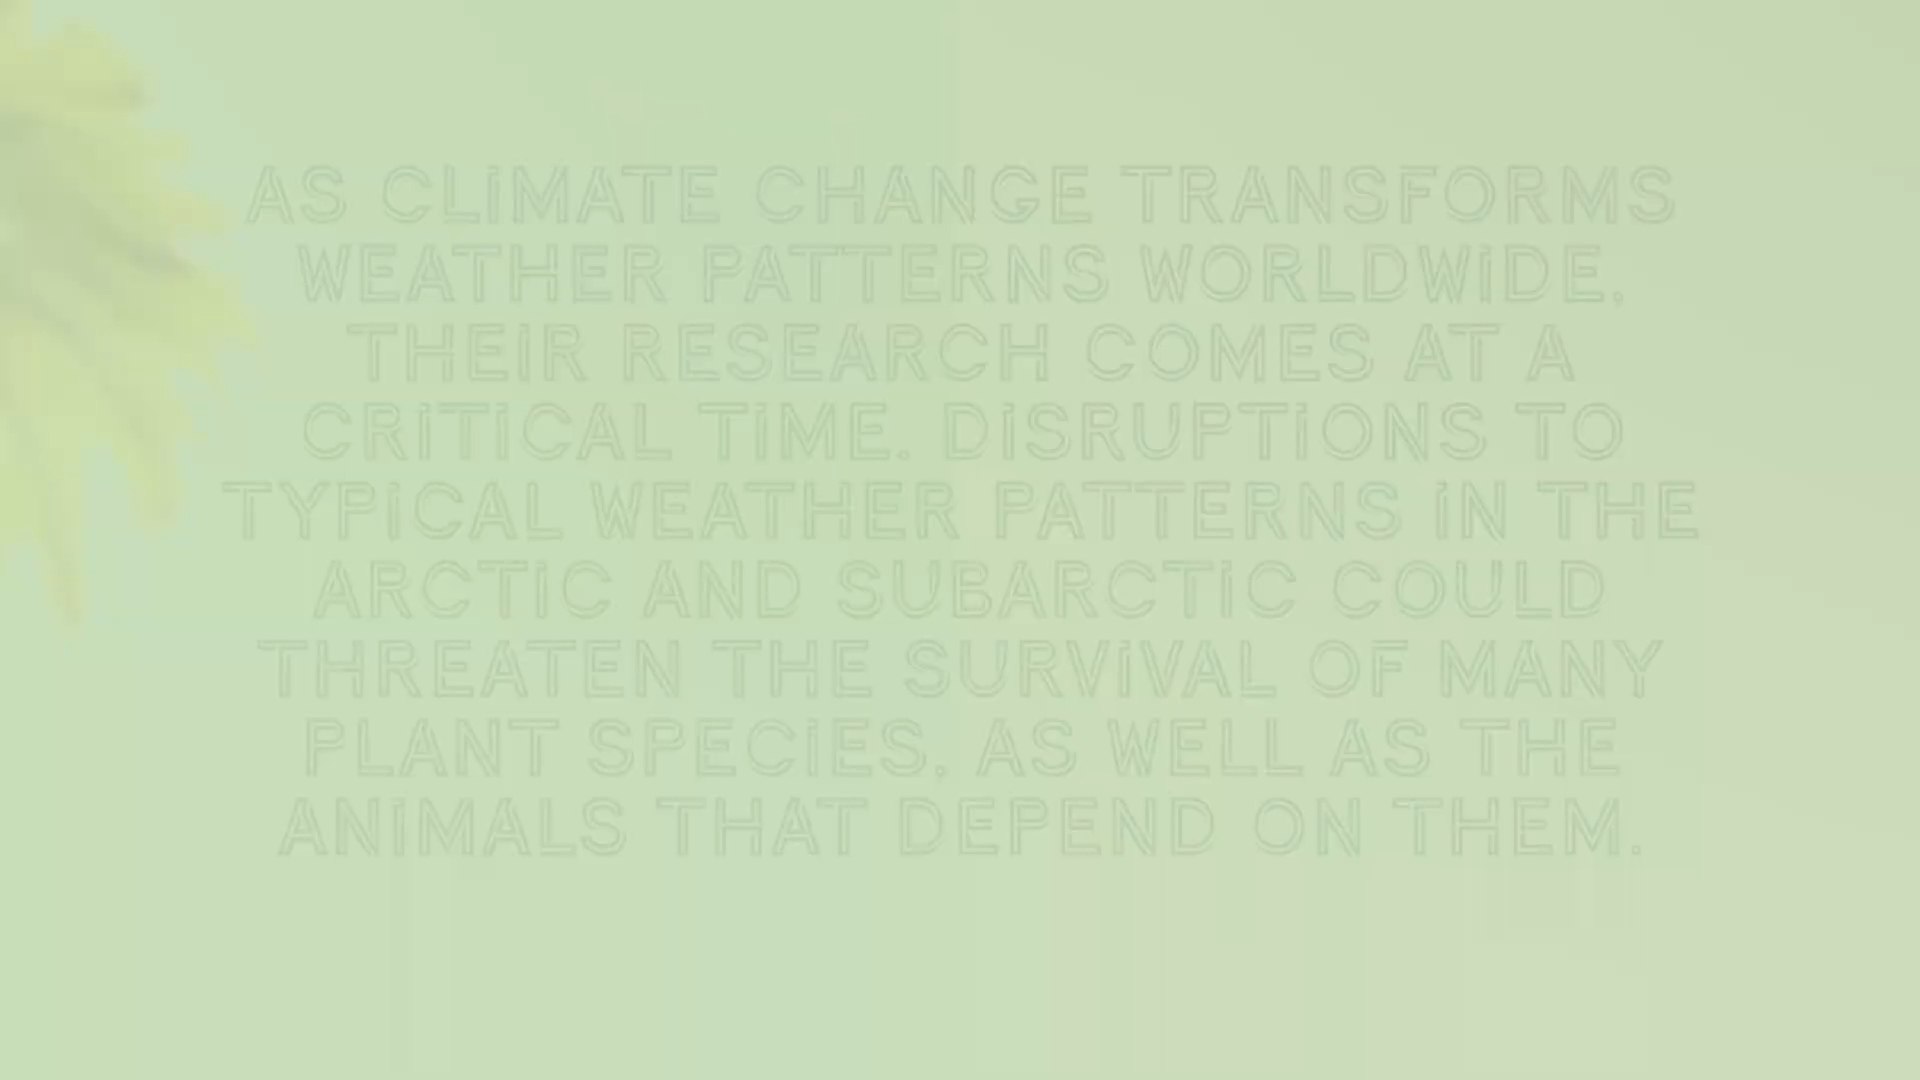 AS CLiMATE CHANGE TRANSFORMS
WEATHER PATTERNS WORLDWiDE,
THEiR RESEARCH COMES AT A
CRiTiCAL TiME. DiSRUPTiONS TO
TYPiCAL WEATHER PATTERNS iN THE
ARCTiC AND SUBARCTiC COULD
THREATEN THE SURViVAL OF MANY
PLANT SPECiES, AS WELL AS THE
ANiMALS THAT DEPEND ON THEM.